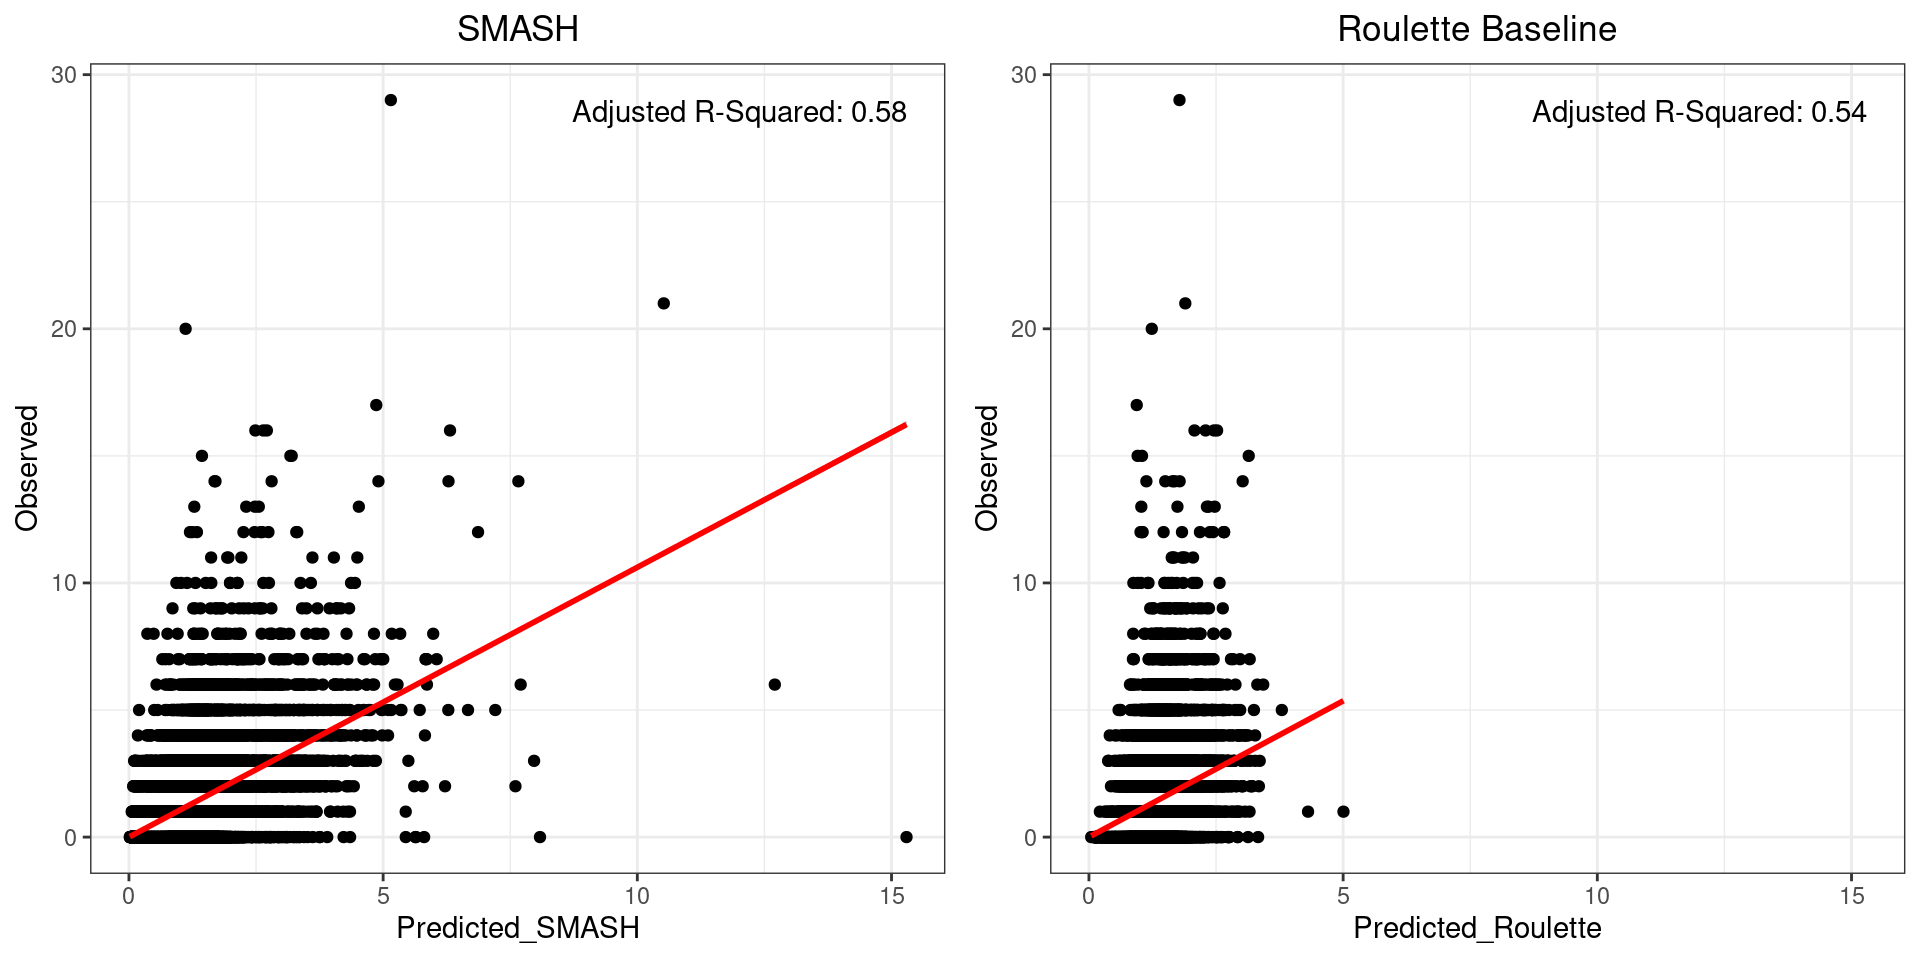 SMASH
Adjusted R-Squared: 0.58
Observed
30
20
10
0
0 5 10 15
Predicted_SMASH
Roulette Baseline
Adjusted R-Squared: 0.54
Observed
30
20
10
0
0 5 10 15
Predicted_Roulette